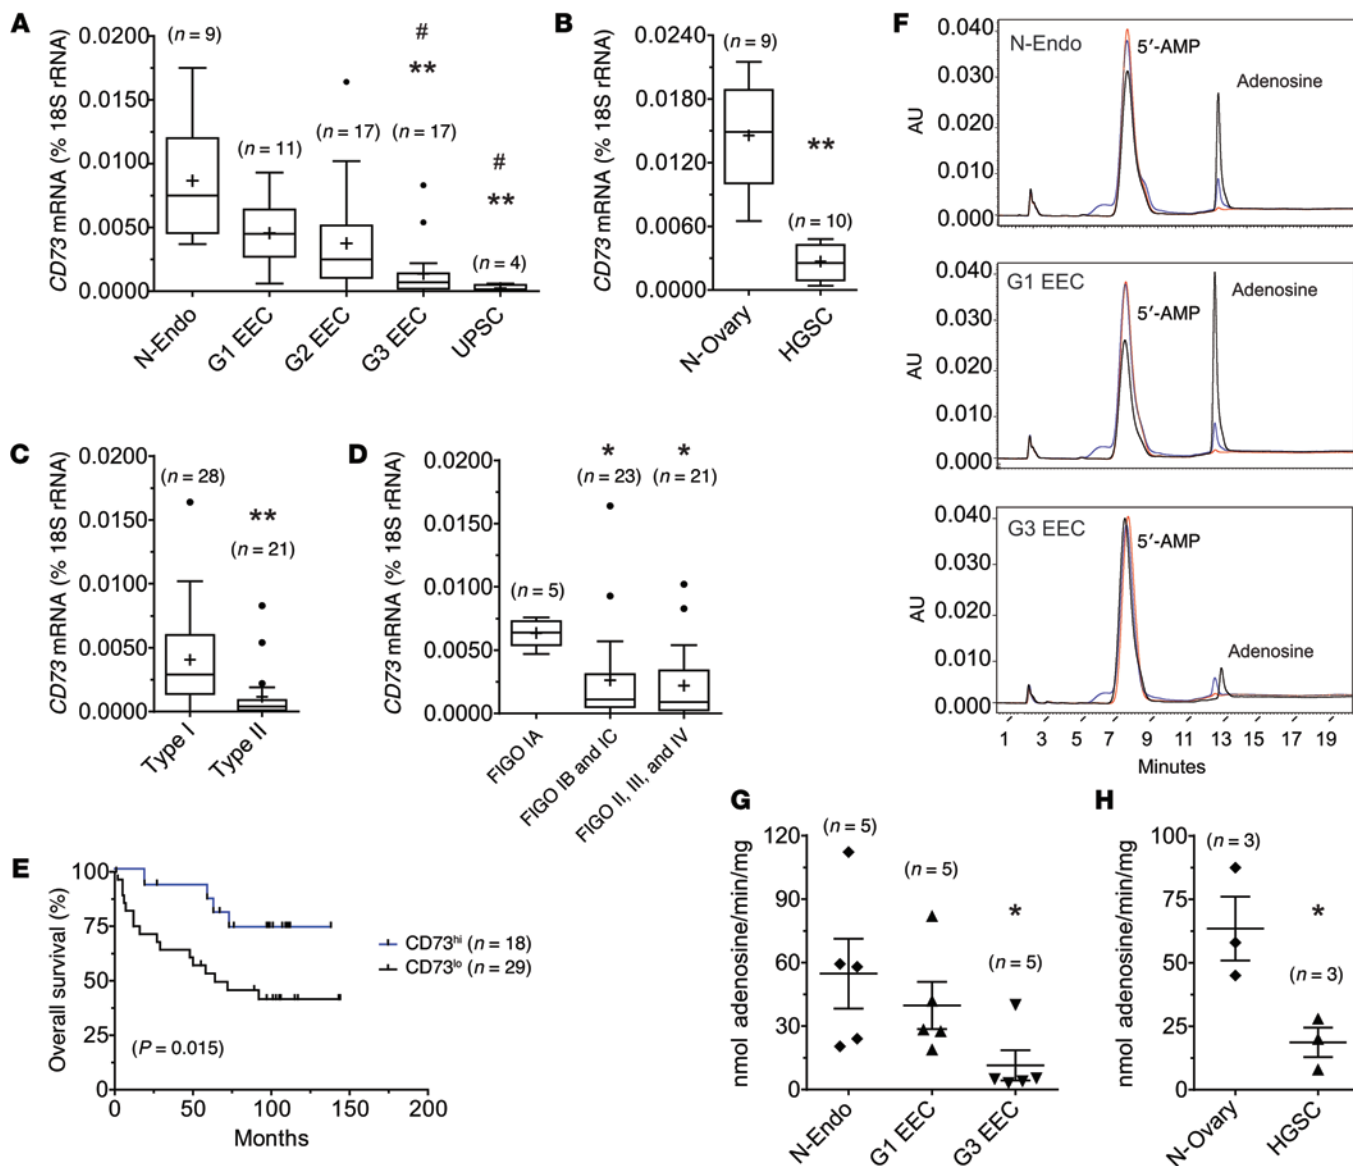 A
CD73 mRNA (% 18S rRNA)
0.0200
0.0150
0.0100
0.0050
0.0000
(n = 9)
(n = 11)
(n = 17)
#
**
(n = 17)
#
**
(n = 4)
N-Endo
G1 EEC
G2 EEC
G3 EEC
UPSC
B
CD73 mRNA (% 18S rRNA)
0.0240
0.0180
0.0120
0.0060
0.0000
(n = 9)
**
(n = 10)
N-Ovary
HGSC
C
CD73 mRNA (% 18S rRNA)
0.0200
0.0150
0.0100
0.0050
0.0000
(n = 28)
**
(n = 21)
Type I
Type II
D
CD73 mRNA (% 18S rRNA)
0.0200
0.0150
0.0100
0.0050
0.0000
(n = 5)
*
(n = 23)
*
(n = 21)
FIGO IA
FIGO IB and IC
FIGO II, III, and IV
E
Overall survival (%)
100
75
50
25
0
(P = 0.015)
CD73hi (n = 18)
CD73lo (n = 29)
0 50 100 150 200
Months
F
N-Endo
5′-AMP
Adenosine
AU
0.040
0.030
0.020
0.010
0.000
G1 EEC
5′-AMP
Adenosine
AU
0.040
0.030
0.020
0.010
0.000
G3 EEC
5′-AMP
Adenosine
AU
0.040
0.030
0.020
0.010
0.000
1 3 5 7 9 11 13 15 17 19
Minutes
G
nmol adenosine/min/mg
120
90
60
30
0
(n = 5)
(n = 5)
*
(n = 5)
N-Endo
G1 EEC
G3 EEC
H
nmol adenosine/min/mg
100
75
50
25
0
(n = 3)
*
(n = 3)
N-Ovary
HGSC